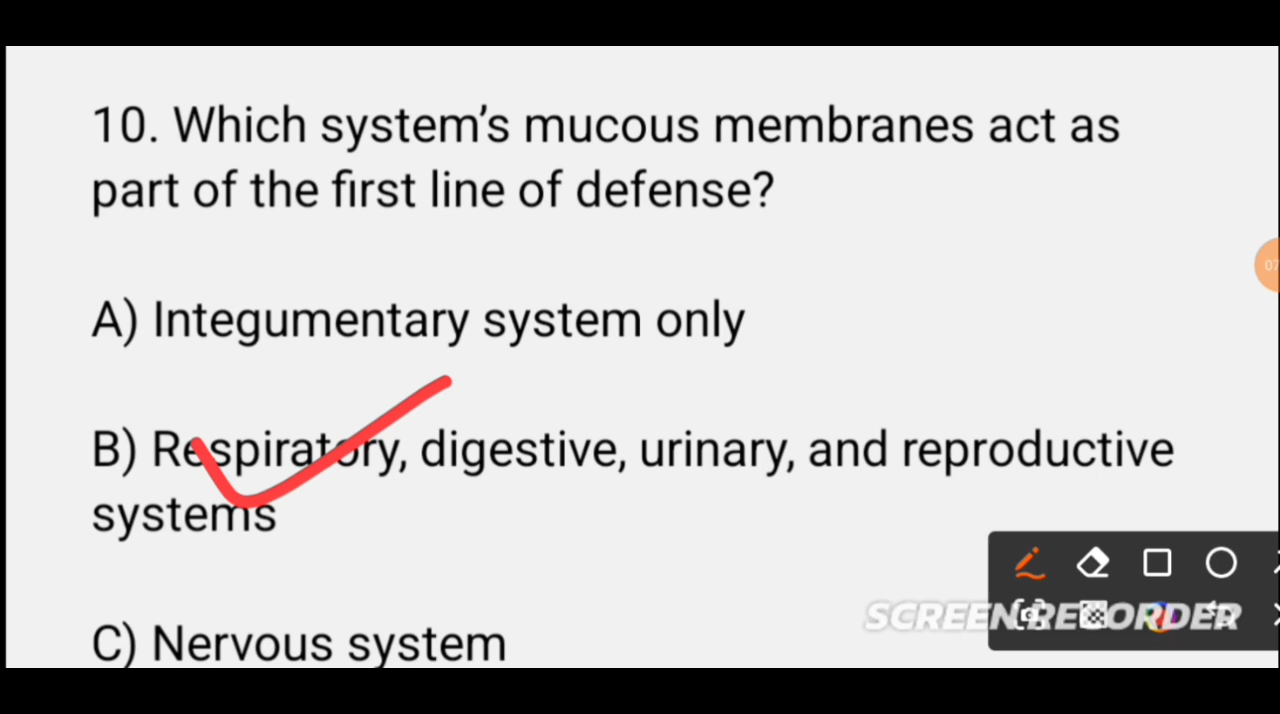 10. Which system's mucous membranes act as
part of the first line of defense?
A) Integumentary system only
B) Respiratory, digestive, urinary, and reproductive
systems
C) Nervous system
07
SCREEN RECORDER